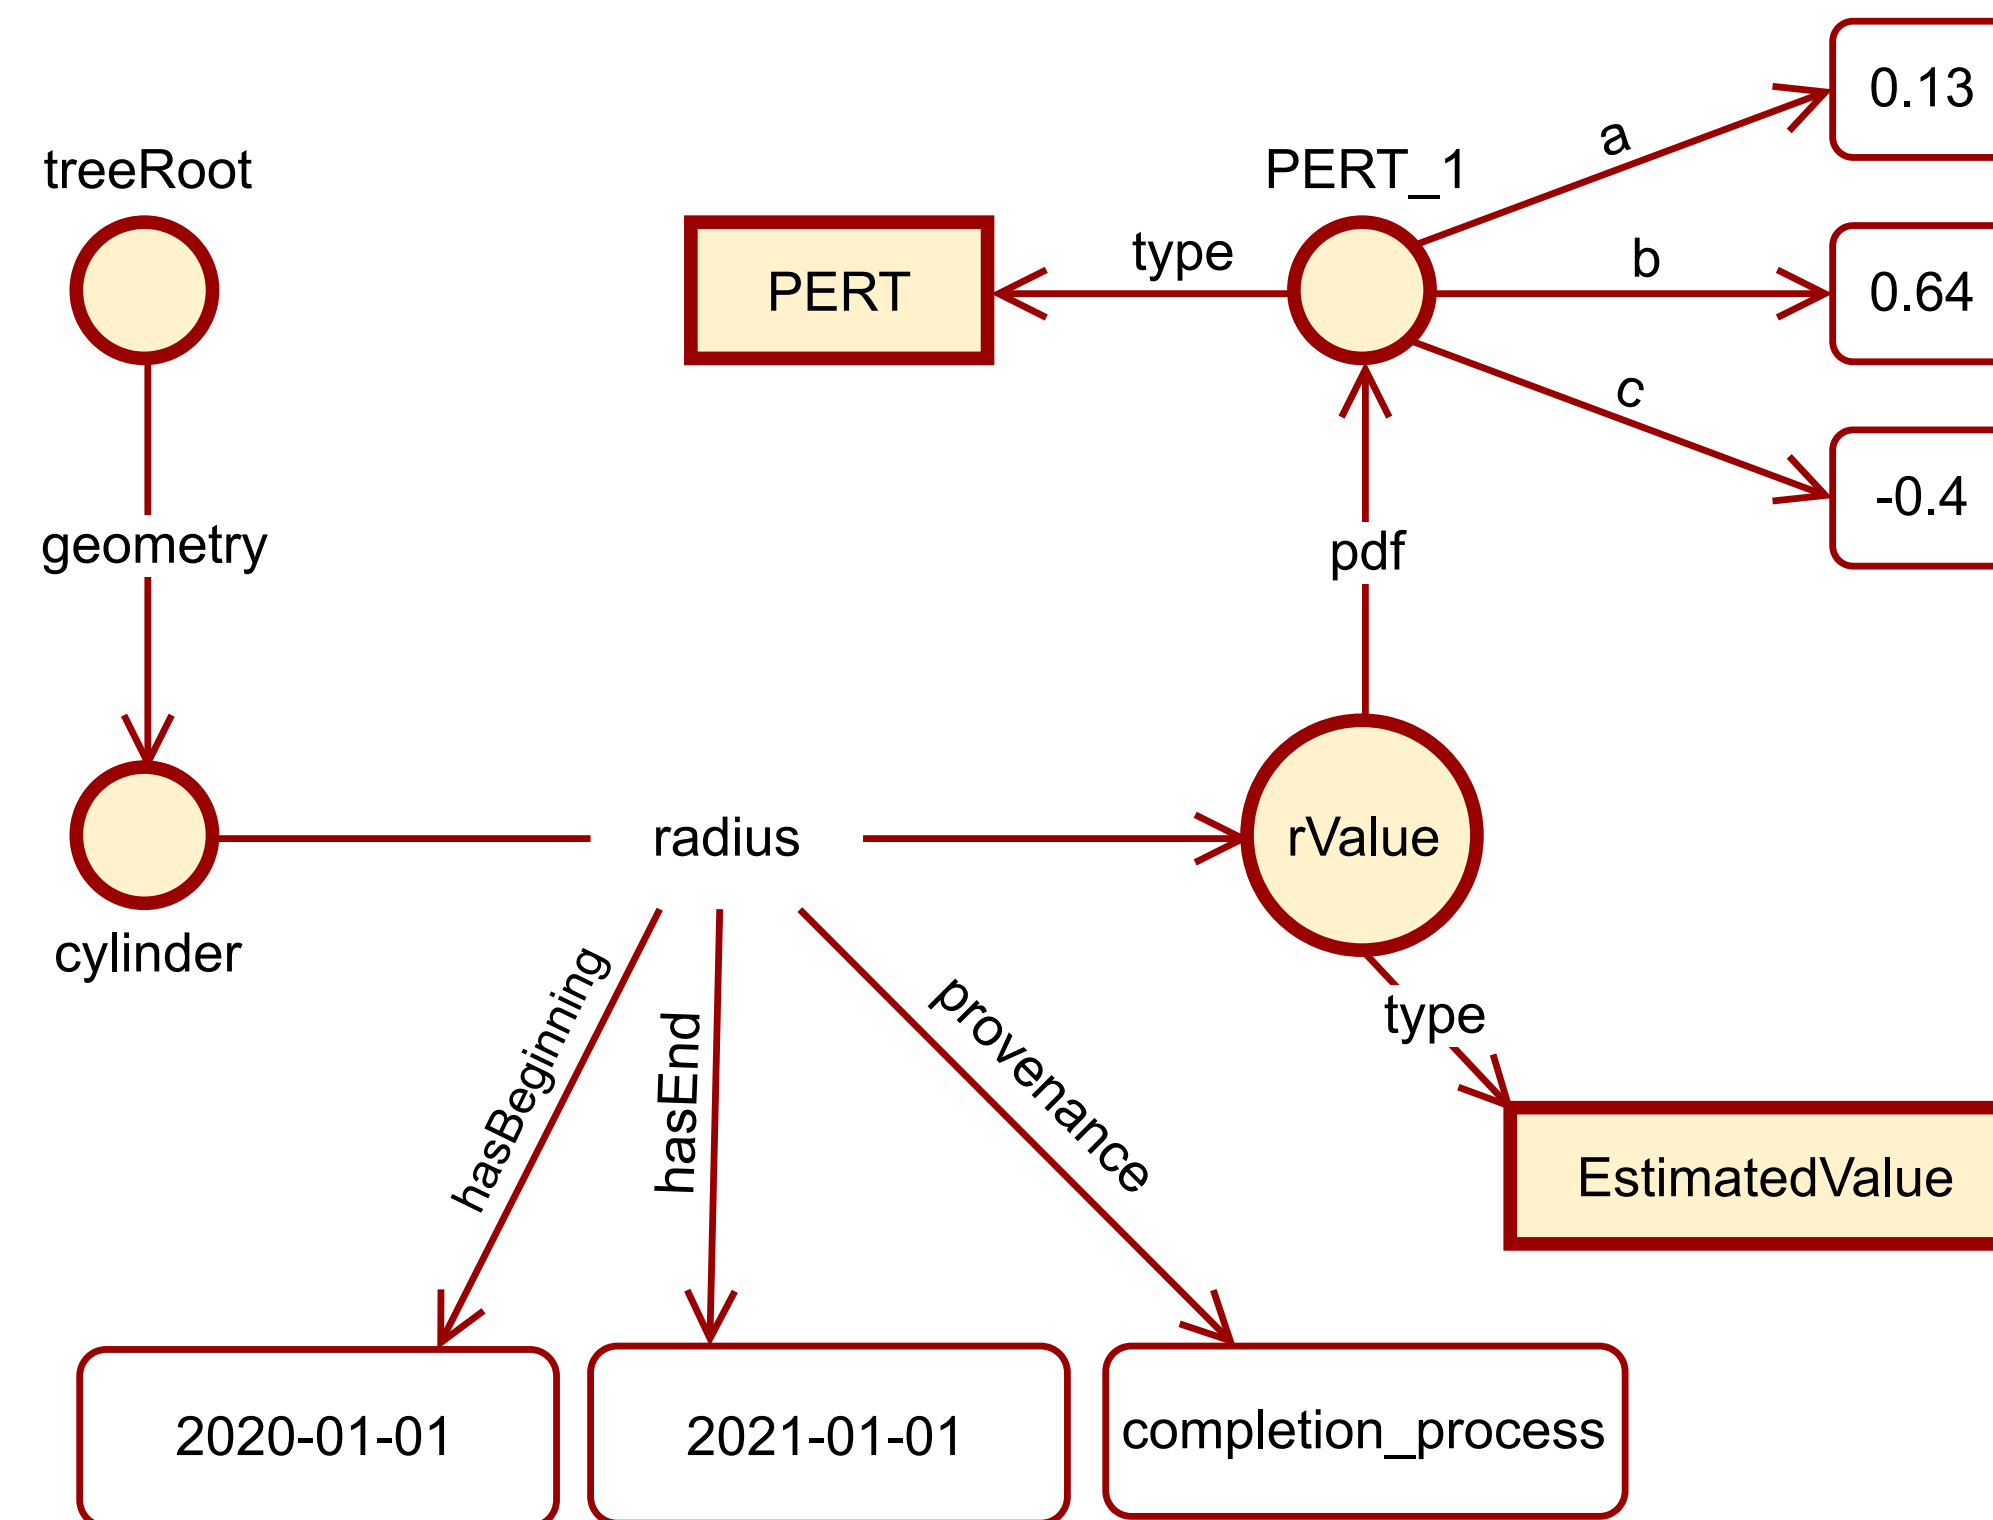 0.13
a
treeRoot
PERT_1
type
b
PERT
0.64
c
-0.4
geometry
pdf
radius
rValue
cylinder
hasBeginning
hasEnd
provenance
type
EstimatedValue
2020-01-01
2021-01-01
completion_process